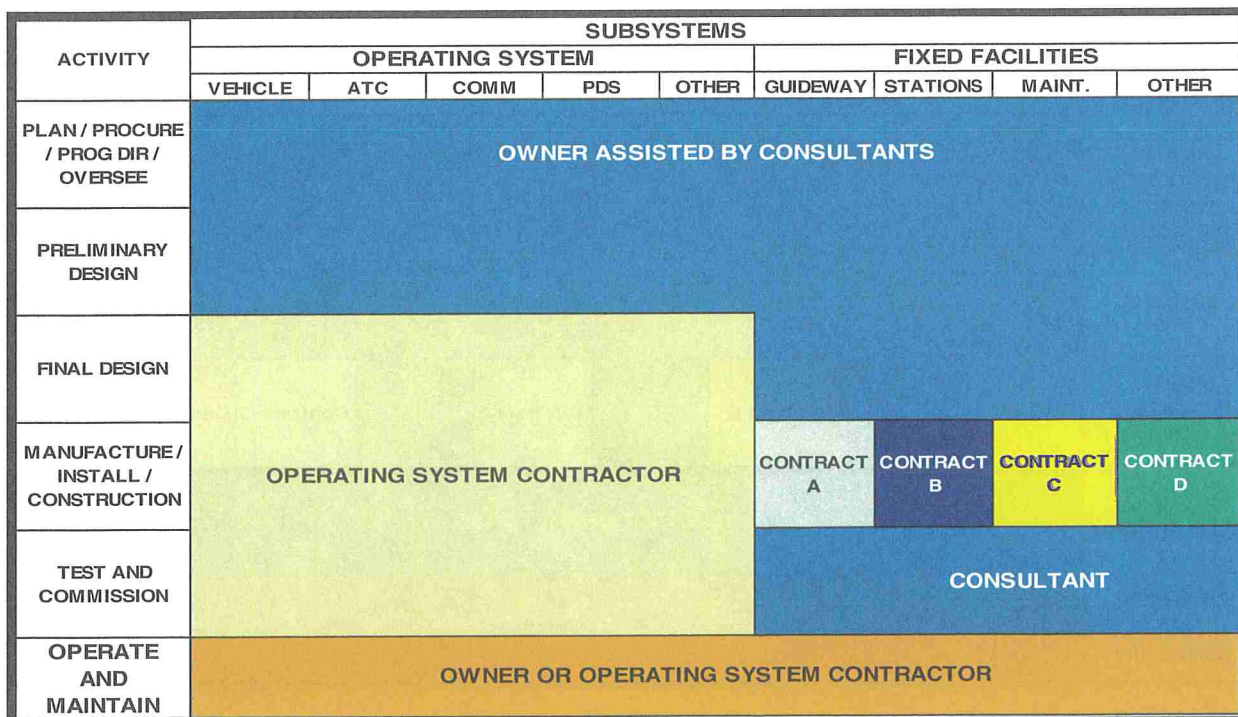 SUBSYSTEMS
ACTIVITY
OPERATING SYSTEM
FIXED FACILITIES
VEHICLE ATC COMM PDS OTHER GUIDEWAY STATIONS MAINT. OTHER
PLAN / PROCURE
/ PROG DIR /
OVERSEE
OWNER ASSISTED BY CONSULTANTS
PRELIMINARY
DESIGN
FINAL DESIGN
MANUFACTURE /
INSTALL /
CONSTRUCTION
OPERATING SYSTEM CONTRACTOR
CONTRACT
A
CONTRACT
B
CONTRACT
C
CONTRACT
D
TEST AND
COMMISSION
CONSULTANT
OPERATE
AND
MAINTAIN
OWNER OR OPERATING SYSTEM CONTRACTOR